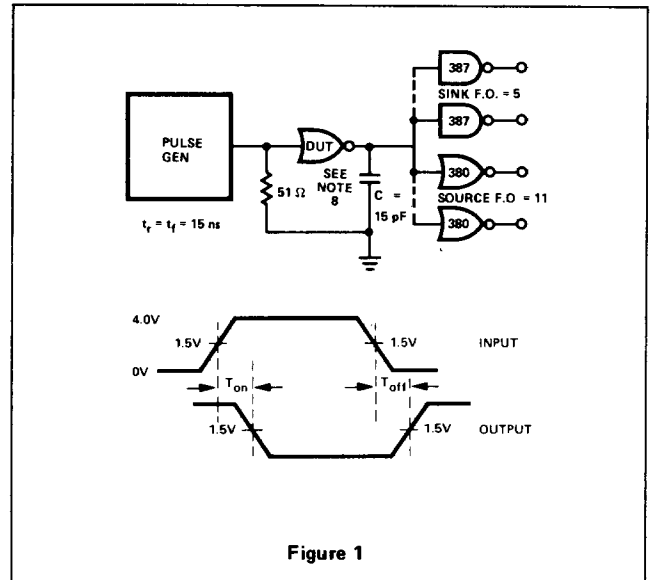 387
SINK F.O. = 5
387
PULSE
GEN
DUT
SEE
NOTE
8
51 Ω
C =
15 pF
380
SOURCE F.O = 11
380
t_r = t_f = 15 ns
4.0V
1.5V
1.5V
INPUT
0V
T_on
T_off
1.5V
1.5V
OUTPUT
Figure 1